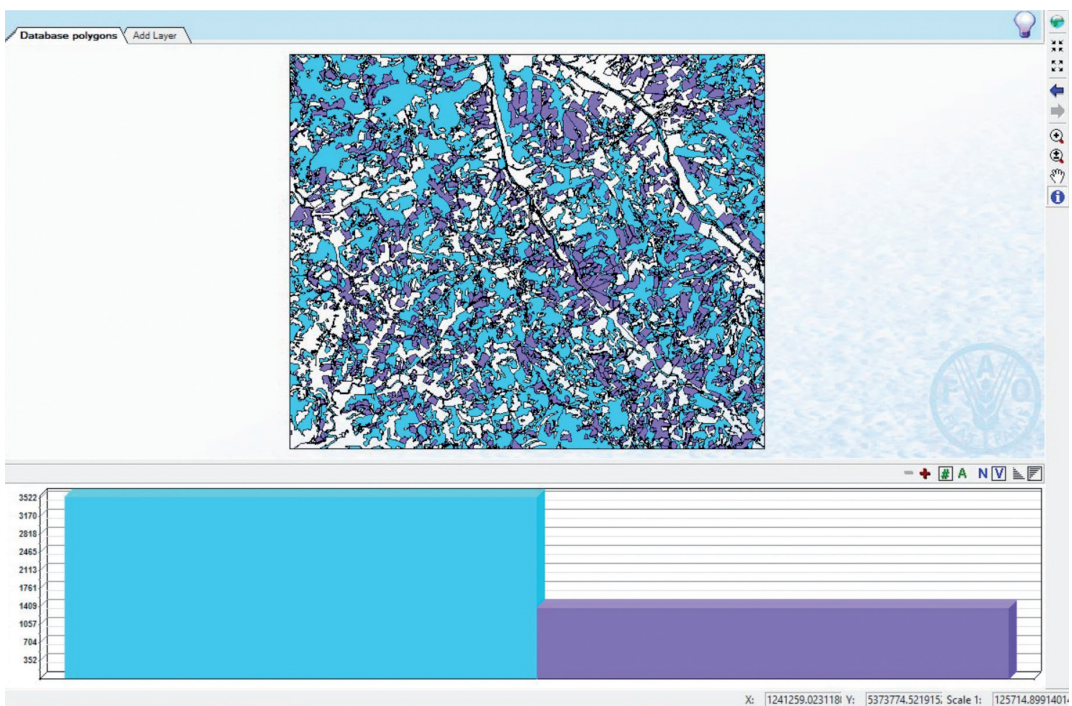 Database polygons Add Layer
F A O
# A N V
3522
3170
2818
2465
2113
1761
1409
1057
704
352
X: 1241259.023118 Y: 5373774.521915 Scale 1: 125714.89914014